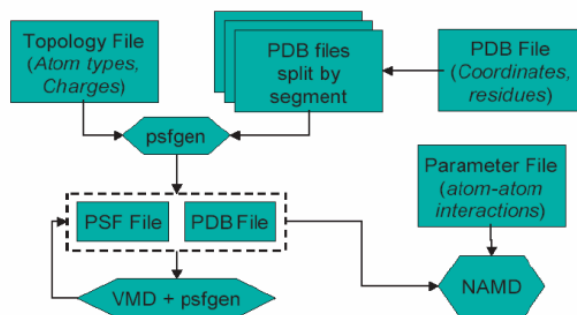 Topology File
(Atom types,
Charges)
PDB files
split by
segment
PDB File
(Coordinates,
residues)
psfgen
Parameter File
(atom-atom
interactions)
PSF File
PDB File
VMD + psfgen
NAMD